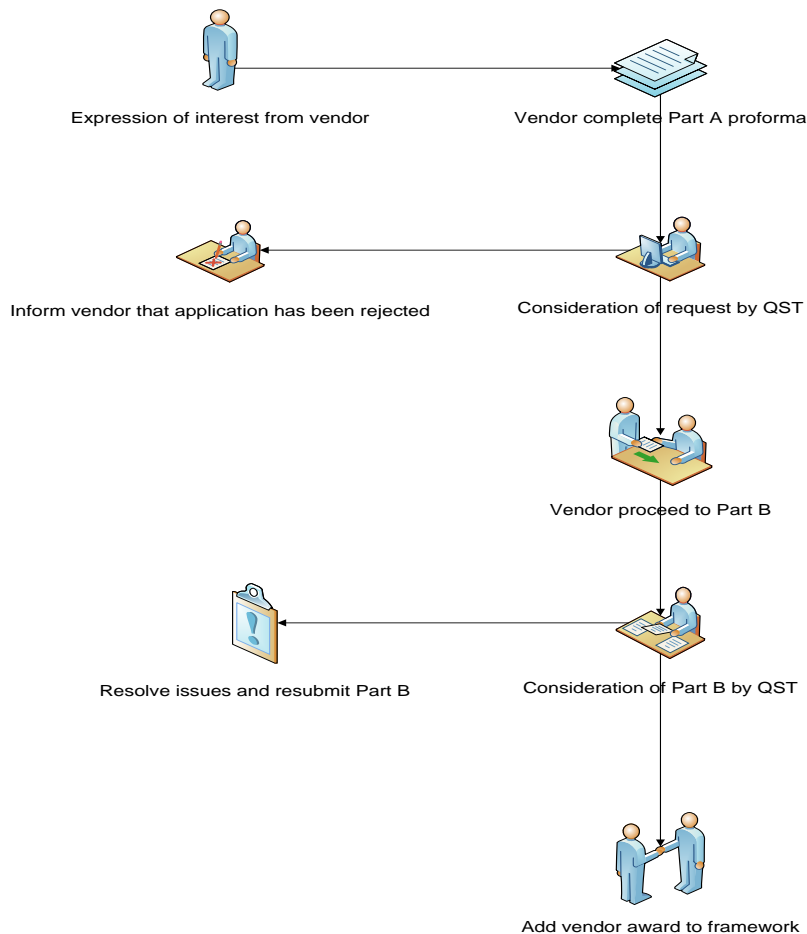 Expression of interest from vendor
Vendor complete Part A proforma
Inform vendor that application has been rejected
Consideration of request by QST
Vendor proceed to Part B
Resolve issues and resubmit Part B
Consideration of Part B by QST
Add vendor award to framework